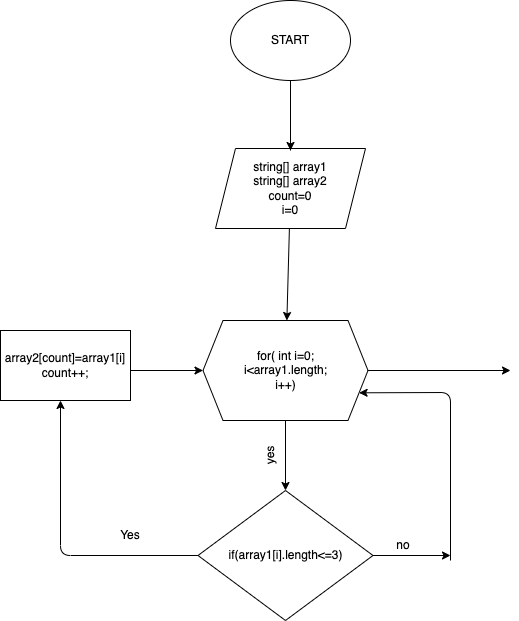 START
string[] array1
string[] array2
count=0
i=0
array2[count]=array1[i]
count++;
for( int i=0;
i<array1.length;
i++)
yes
Yes
if(array1[i].length<=3)
no